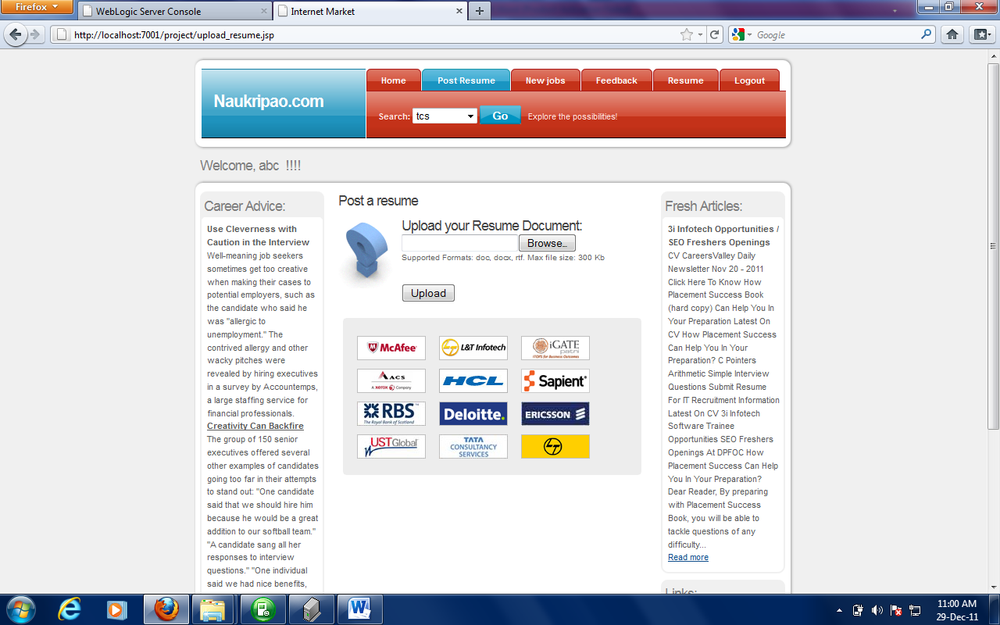 Firefox
WebLogic Server Console
Internet Market
http://localhost:7001/project/upload_resume.jsp
Google
Naukripao.com
Home
Post Resume
New jobs
Feedback
Resume
Logout
Search: tcs Go Explore the possibilities!
Welcome, abc !!!!
Career Advice:
Use Cleverness with
Caution in the Interview
Well-meaning job seekers
sometimes get too creative
when making their cases to
potential employers, such as
the candidate who said he
was "allergic to
unemployment." The
contrived allergy and other
wacky pitches were
revealed by hiring executives
in a survey by Accountemps,
a large staffing service for
financial professionals.
Creativity Can Backfire
The group of 150 senior
executives offered several
other examples of candidates
going too far in their attempts
to stand out: "One candidate
said that we should hire him
because he would be a great
addition to our softball team."
"A candidate sang all her
responses to interview
questions." "One individual
said we had nice benefits,
Post a resume
Upload your Resume Document:
Browse..
Supported Formats: doc, docx, rtf. Max file size: 300 Kb
Upload
McAfee
L&T Infotech
iGATE
patni
iTOPS for Business Outcomes
ACS
A xerox Company
HCL
Sapient
RBS
The Royal Bank of Scotland
Deloitte.
ERICSSON
UST Global
TATA
CONSULTANCY
SERVICES
Fresh Articles:
3i Infotech Opportunities /
SEO Freshers Openings
CV CareersValley Daily
Newsletter Nov 20 - 2011
Click Here To Know How
Placement Success Book
(hard copy) Can Help You In
Your Preparation Latest On
CV How Placement Success
Can Help You In Your
Preparation? C Pointers
Arithmetic Simple Interview
Questions Submit Resume
For IT Recruitment Information
Latest On CV 3i Infotech
Software Trainee
Opportunities SEO Freshers
Openings At DPFOC How
Placement Success Can Help
You In Your Preparation?
Dear Reader, By preparing
with Placement Success
Book, you will be able to
tackle questions of any
difficulty...
Read more
Links:
11:00 AM
29-Dec-11